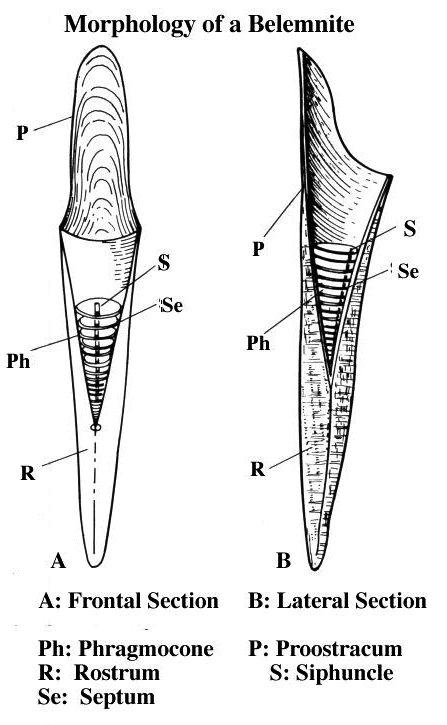 Morphology of a Belemnite
P
S
Se
Ph
R
A
P
S
Se
Ph
R
B
A: Frontal Section B: Lateral Section
Ph: Phragmocone P: Proostracum
R: Rostrum S: Siphuncle
Se: Septum